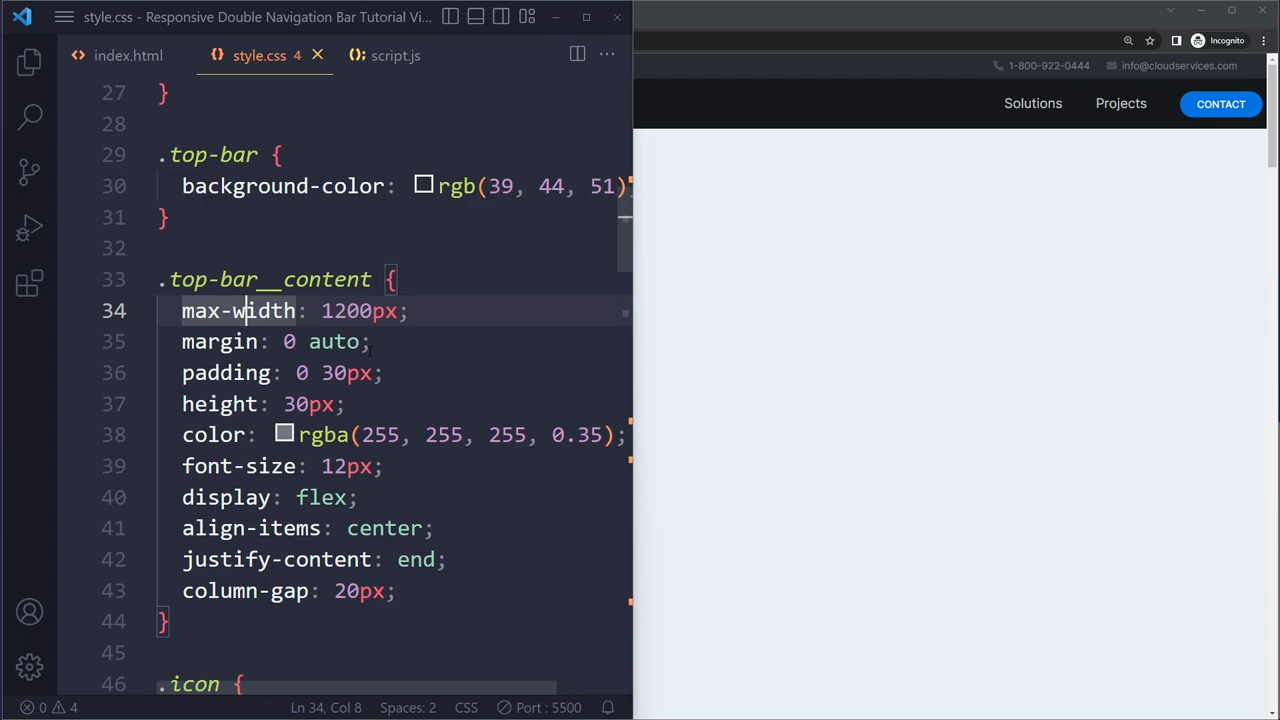 style.css - Responsive Double Navigation Bar Tutorial Vi...
index.html
style.css 4
script.js
27 }
28
29 .top-bar {
30 background-color: rgb(39, 44, 51)
31 }
32
33 .top-bar__content {
34 max-width: 1200px;
35 margin: 0 auto;
36 padding: 0 30px;
37 height: 30px;
38 color: rgba(255, 255, 255, 0.35);
39 font-size: 12px;
40 display: flex;
41 align-items: center;
42 justify-content: end;
43 column-gap: 20px;
44 }
45
46 .icon {
0 4
Ln 34, Col 8
Spaces: 2
CSS
Port : 5500
Incognito
1-800-922-0444
info@cloudservices.com
Solutions
Projects
CONTACT